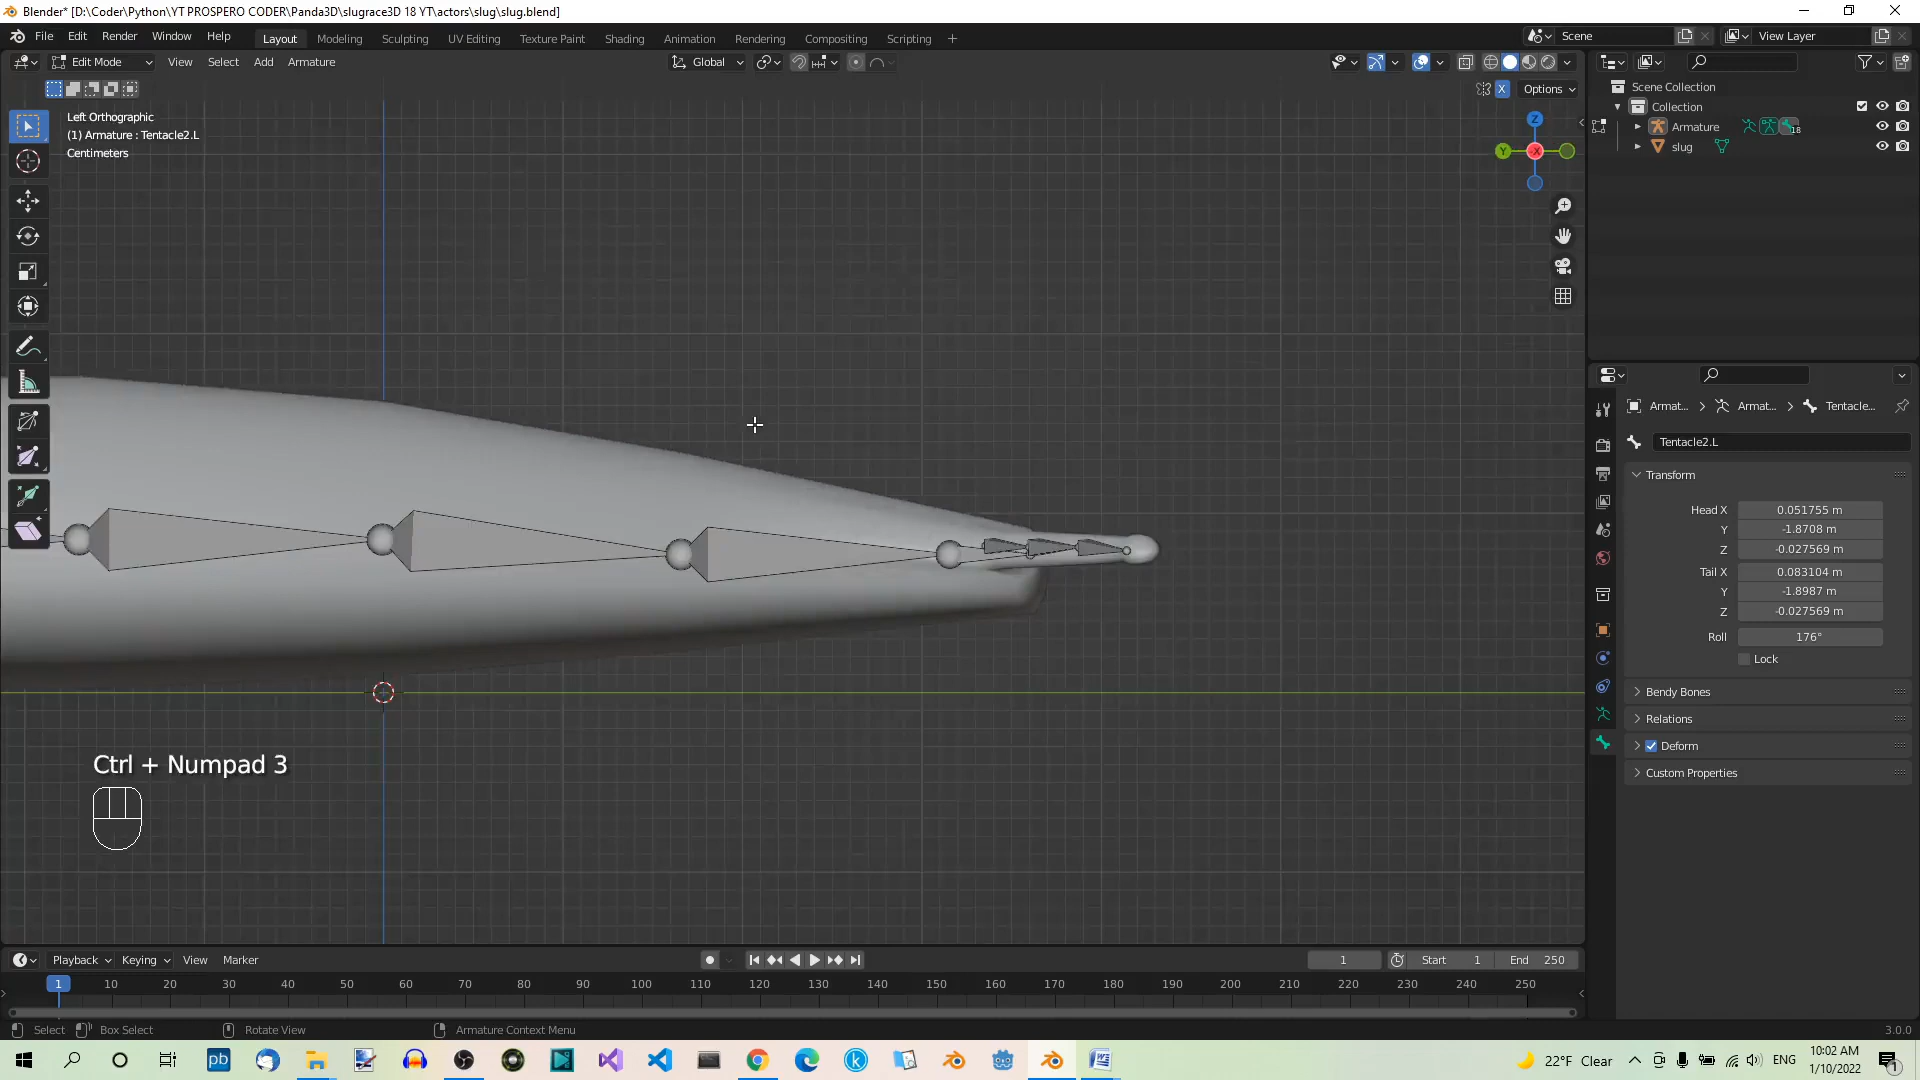 Blender* [D:\Coder\Python\YT PROSPERO CODER\Panda3D\slugrace3D 18 YT\actors\slug\slug.blend]
File Edit Render Window Help Layout Modeling Sculpting UV Editing Texture Paint Shading Animation Rendering Compositing Scripting Scene View Layer
Edit Mode View Select Add Armature Global
Options
Left Orthographic
(1) Armature : Tentacle2.L
Centimeters
Z
Y
X
Scene Collection
Collection
Armature 18
slug
Armat... Armat... Tentacle...
Tentacle2.L
Transform
Head X 0.051755 m
Y -1.8708 m
Z -0.027569 m
Tail X 0.083104 m
Y -1.8987 m
Z -0.027569 m
Roll 176°
Lock
Bendy Bones
Relations
Deform
Custom Properties
Ctrl + Numpad 3
Playback Keying View Marker 1 Start 1 End 250
1 10 20 30 40 50 60 70 80 90 100 110 120 130 140 150 160 170 180 190 200 210 220 230 240 250
Select Box Select Rotate View Armature Context Menu 3.0.0
pb 22°F Clear ENG
10:02 AM
1/10/2022
1